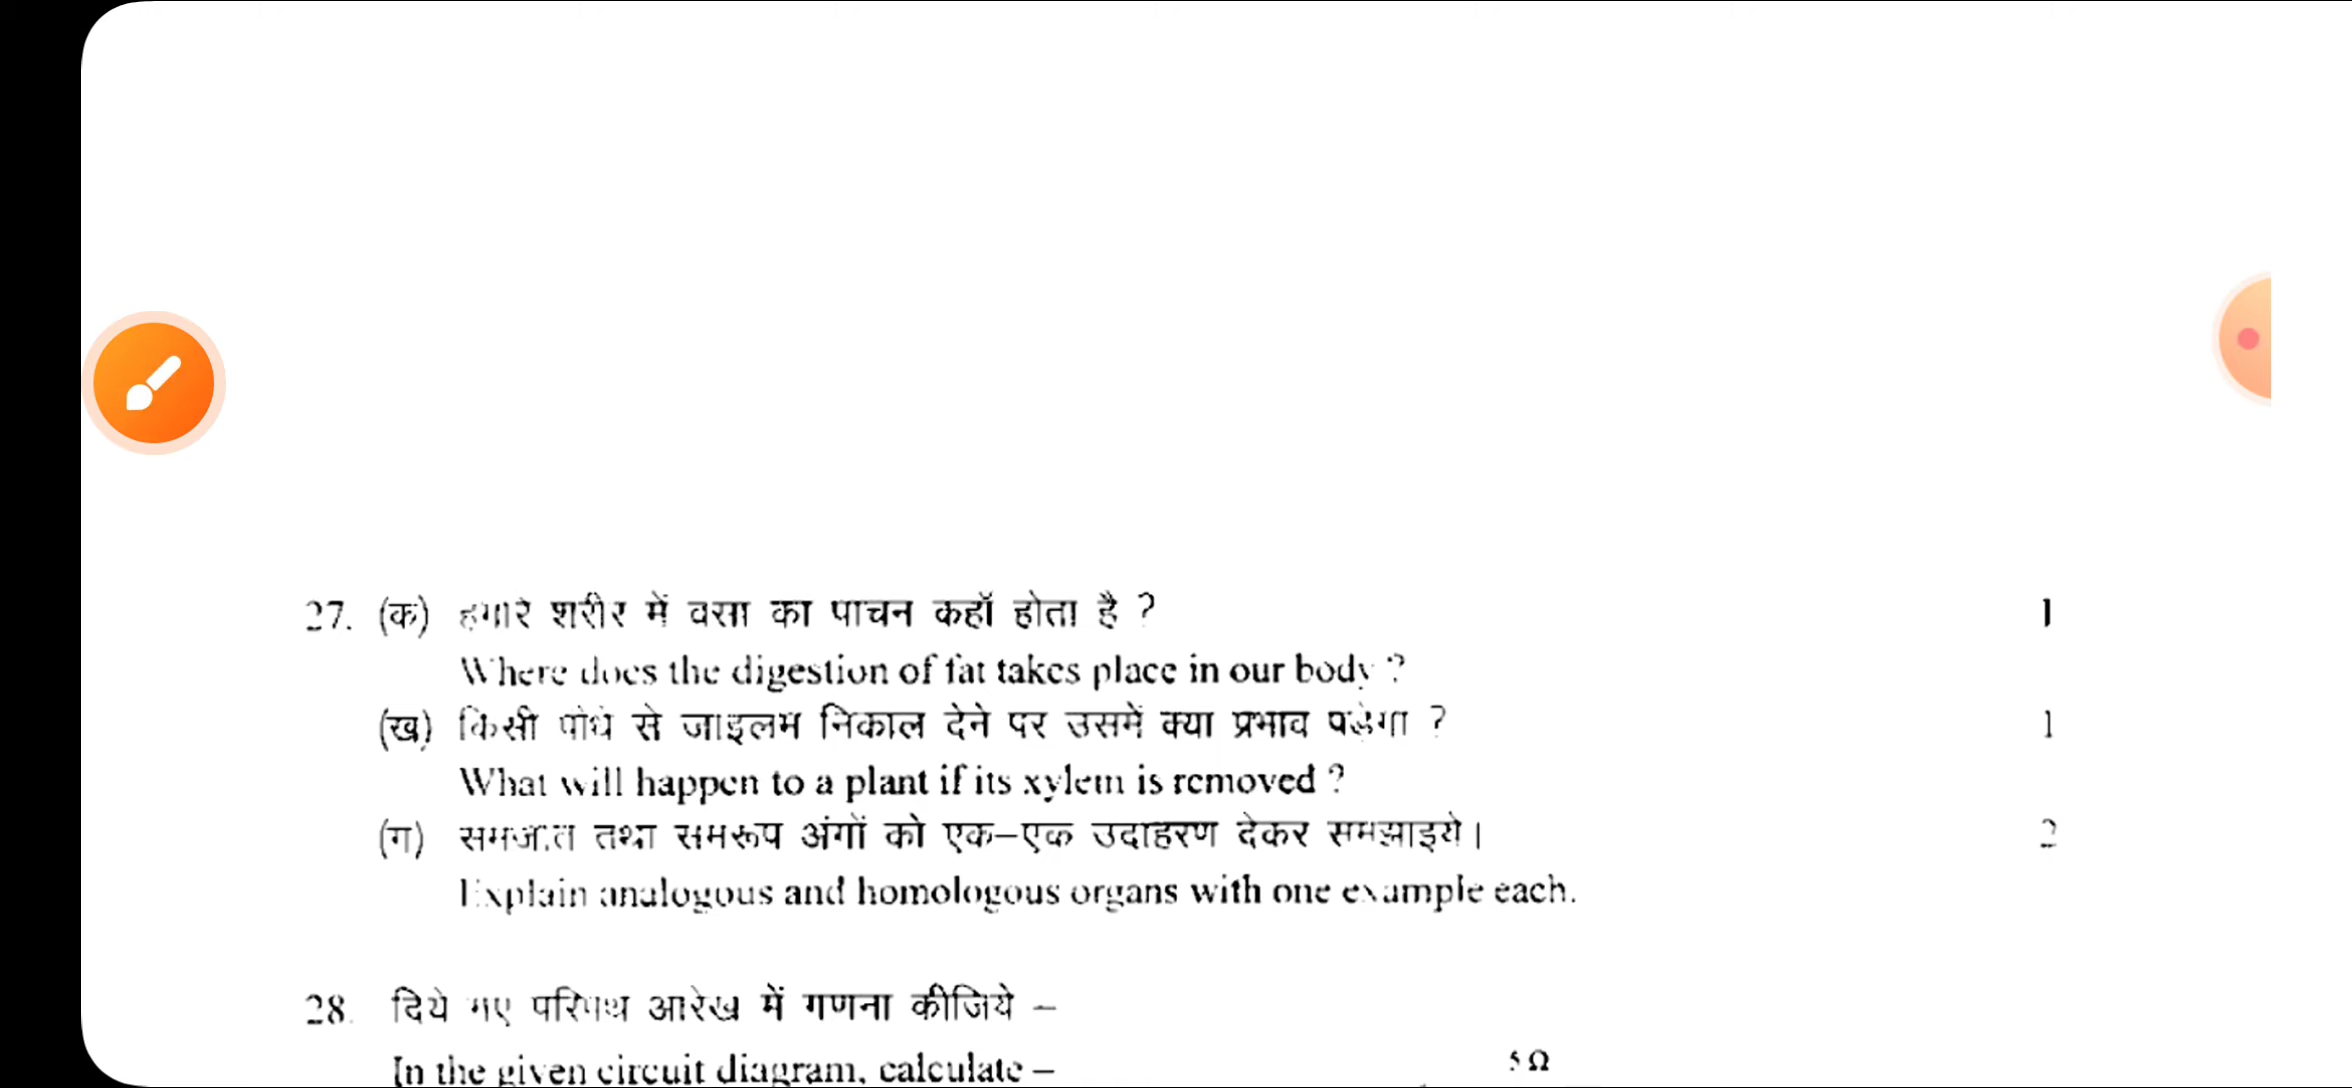 27. (क) हमारे शरीर में वसा का पाचन कहाँ होता है ? 1
Where does the digestion of fat takes place in our body ?
(ख) किसी पौधे से जाइलम निकाल देने पर उसमें क्या प्रभाव पड़ेगा ? 1
What will happen to a plant if its xylem is removed ?
(ग) समजात तथा समरूप अंगों को एक–एक उदाहरण देकर समझाइये। 2
Explain analogous and homologous organs with one example each.
28. दिये गए परिपथ आरेख में गणना कीजिये –
In the given circuit diagram, calculate –
5 Ω